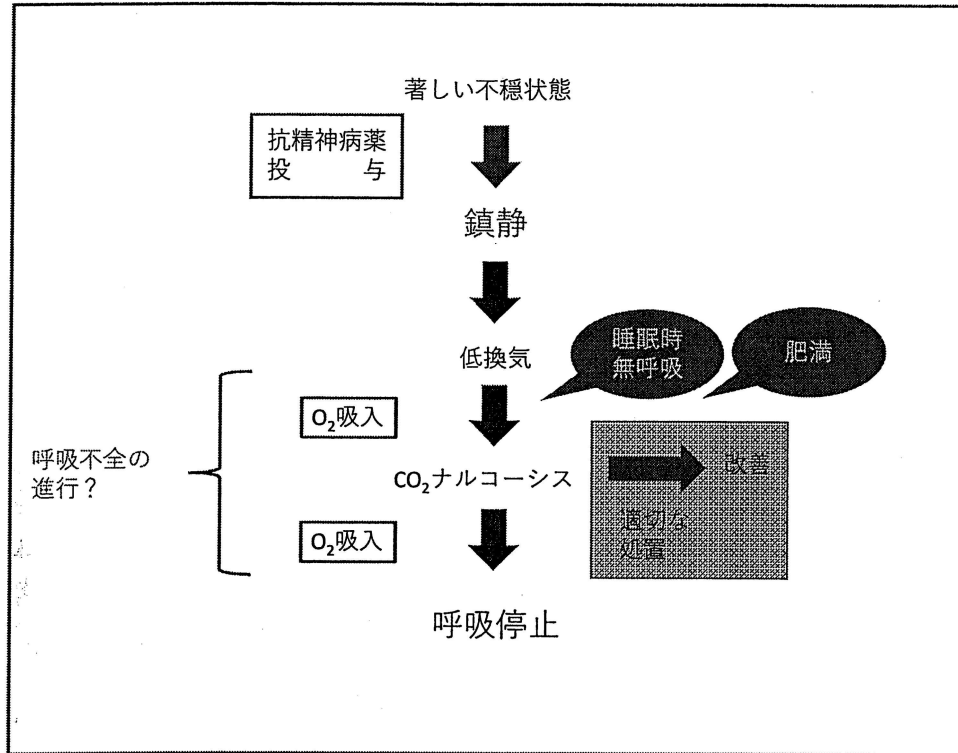 著しい不穏状態
抗精神病薬
投 与
鎮静
低換気
睡眠時
無呼吸
肥満
O₂吸入
呼吸不全の
進行？
CO₂ナルコーシス
改善
適切な
処置
O₂吸入
呼吸停止